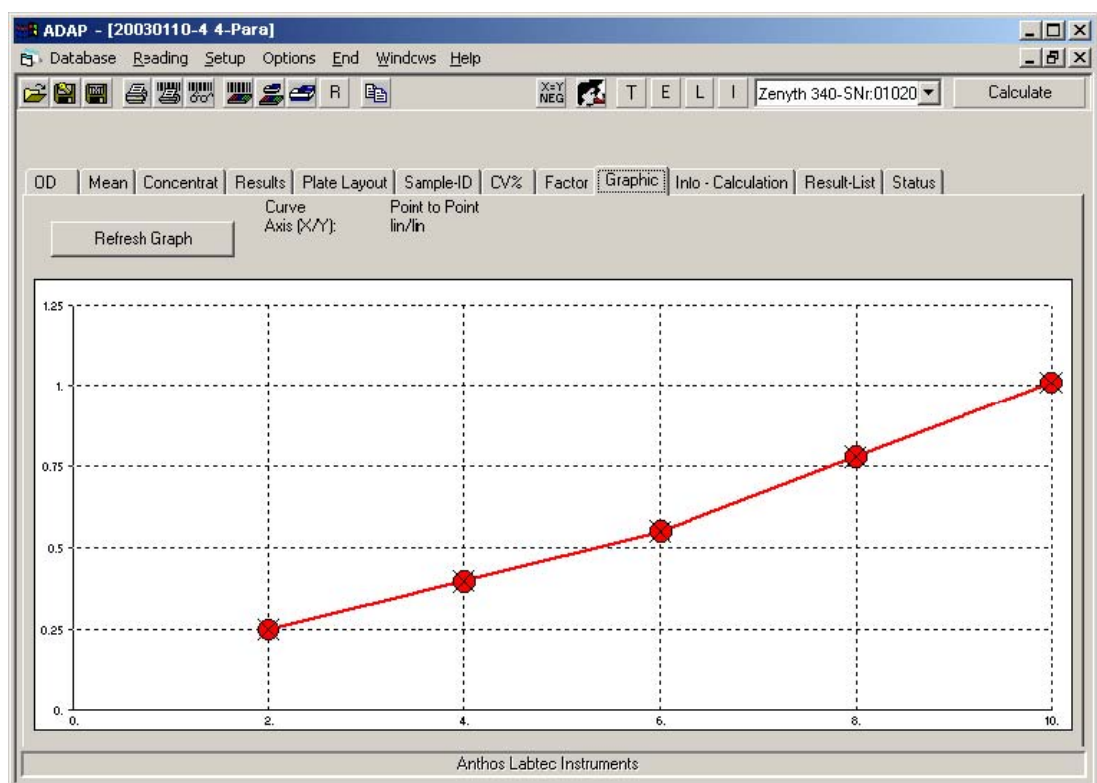 ADAP - [20030110-4 4-Para]
Database Reading Setup Options End Windows Help
R X=Y NEG T E L I Zenyth 340-SNr:01020 Calculate
OD Mean Concentrat Results Plate Layout Sample-ID CV% Factor Graphic Info - Calculation Result-List Status
Refresh Graph
Curve Point to Point
Axis (X/Y): lin/lin
1.25
1.
0.75
0.5
0.25
0.
0. 2. 4. 6. 8. 10.
Anthos Labtec Instruments